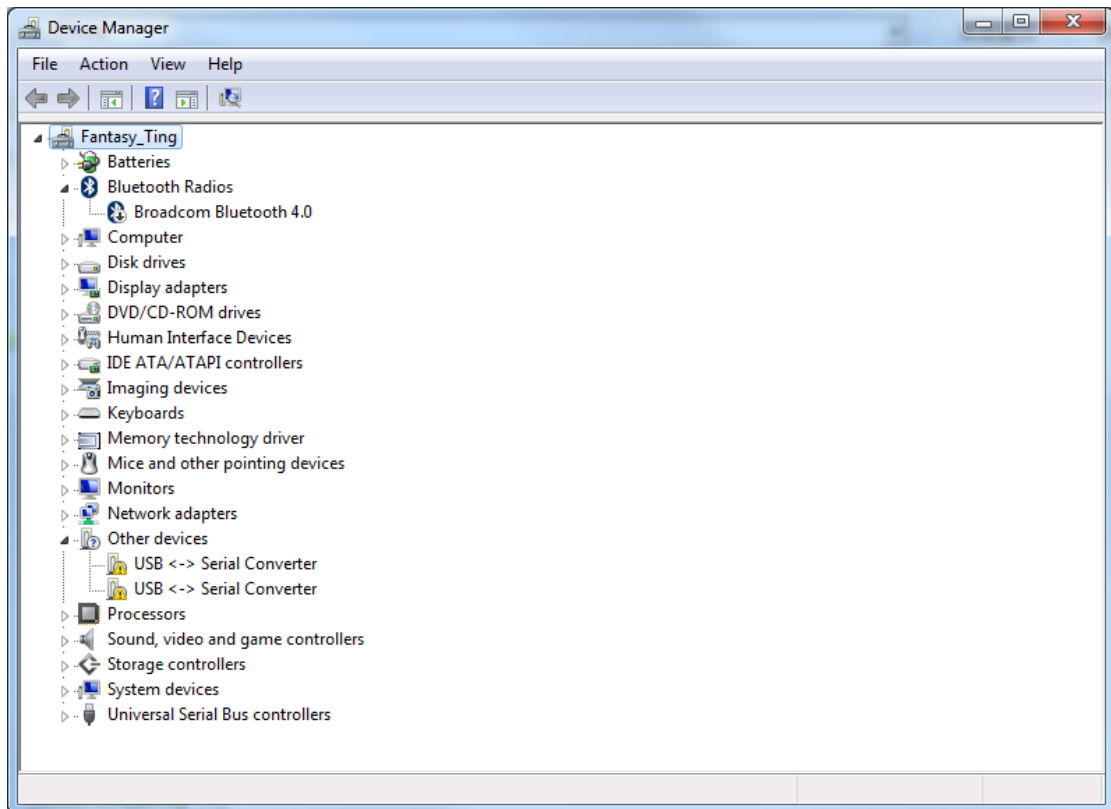 Device Manager
File Action View Help
Fantasy_Ting
Batteries
Bluetooth Radios
Broadcom Bluetooth 4.0
Computer
Disk drives
Display adapters
DVD/CD-ROM drives
Human Interface Devices
IDE ATA/ATAPI controllers
Imaging devices
Keyboards
Memory technology driver
Mice and other pointing devices
Monitors
Network adapters
Other devices
USB <-> Serial Converter
USB <-> Serial Converter
Processors
Sound, video and game controllers
Storage controllers
System devices
Universal Serial Bus controllers